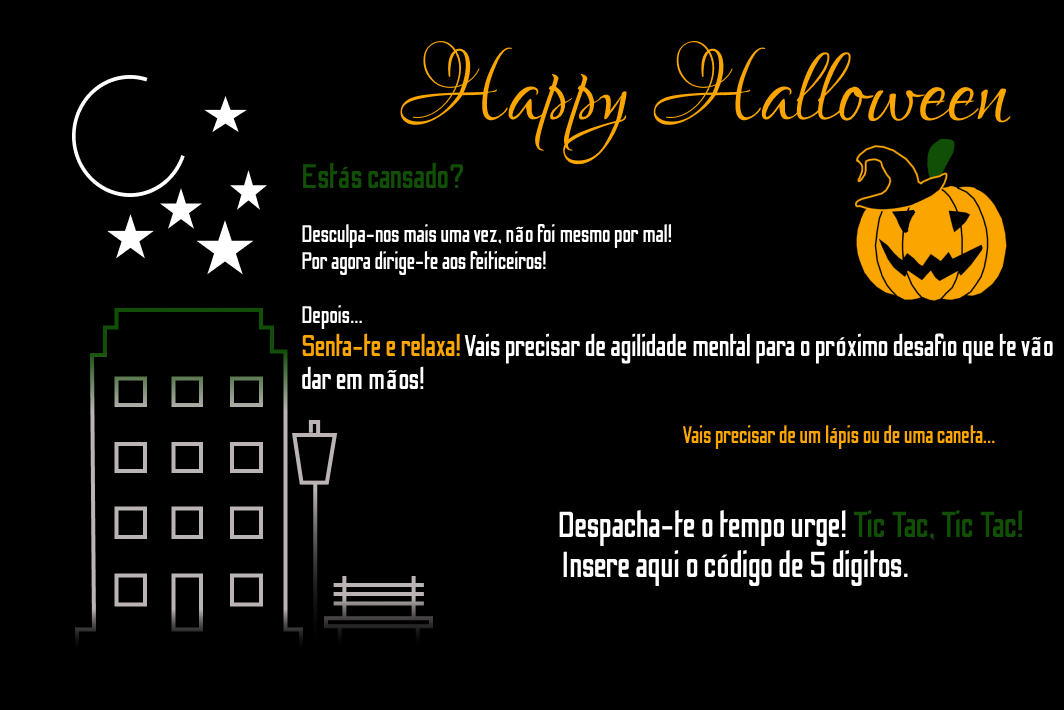 Happy Halloween
Estás cansado?
Desculpa-nos mais uma vez, não foi mesmo por mal!
Por agora dirige-te aos feiticeiros!
Depois...
Senta-te e relaxa! Vais precisar de agilidade mental para o próximo desafio que te vão
dar em mãos!
Vais precisar de um lápis ou de uma caneta...
Despacha-te o tempo urge! Tic Tac, Tic Tac!
Insere aqui o código de 5 digitos.